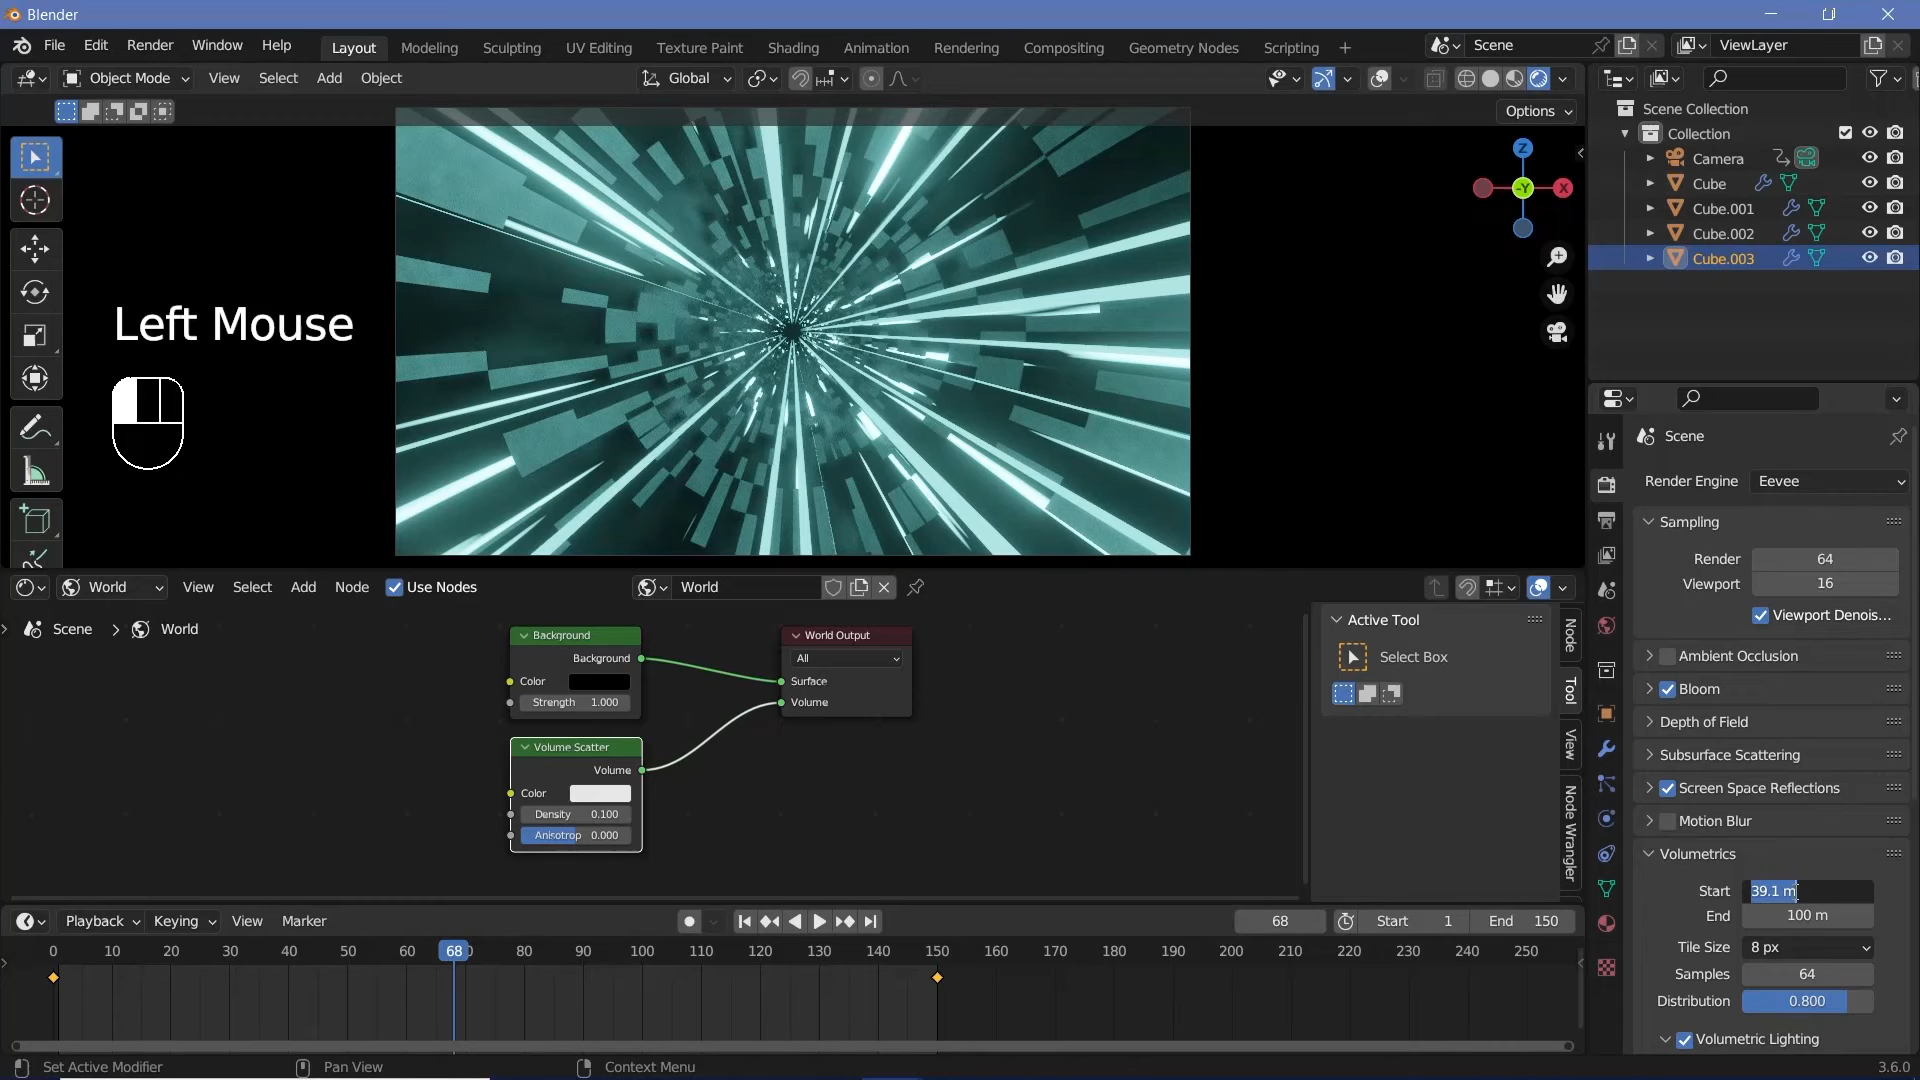 Blender
File Edit Render Window Help Layout Modeling Sculpting UV Editing Texture Paint Shading Animation Rendering Compositing Geometry Nodes Scripting + Scene ViewLayer
Object Mode View Select Add Object Global
Options
Scene Collection
Collection
Camera
Cube
Cube.001
Cube.002
Cube.003
Z
-Y X
Left Mouse
Scene
Render Engine Eevee
Sampling
Render 64
Viewport 16
Viewport Denois...
Ambient Occlusion
Bloom
Depth of Field
Subsurface Scattering
Screen Space Reflections
Motion Blur
Volumetrics
Start 39.1 m
End 100 m
Tile Size 8 px
Samples 64
Distribution 0.800
Volumetric Lighting
World View Select Add Node Use Nodes World
Scene > World
Background
Background
Color
Strength 1.000
World Output
All
Surface
Volume
Volume Scatter
Volume
Color
Density 0.100
Anisotrop 0.000
Active Tool
Select Box
Node
Tool
View
Node Wrangler
Playback Keying View Marker 68 Start 1 End 150
0 10 20 30 40 50 60 68 80 90 100 110 120 130 140 150 160 170 180 190 200 210 220 230 240 250
Set Active Modifier Pan View Context Menu 3.6.0